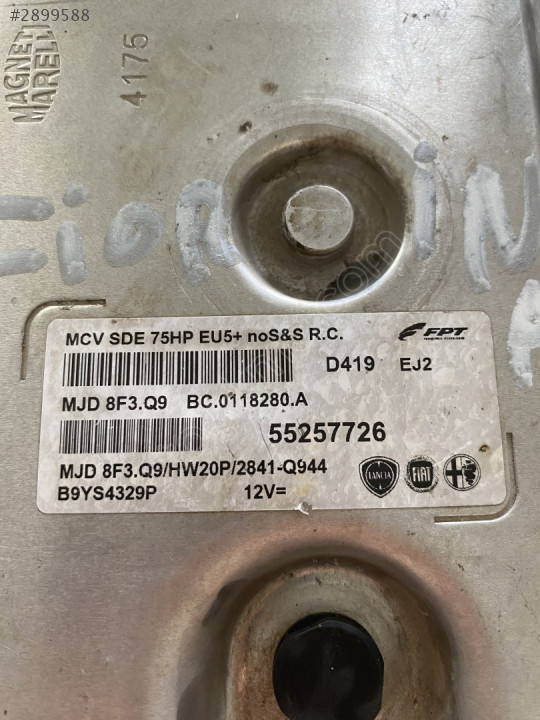 #2899588
MAGNETI
MARELLI
4175
FiORiN
MCV SDE 75HP EU5+ noS&S R.C.
FPT
D419 EJ2
MJD 8F3.Q9 BC.0118280.A
55257726
MJD 8F3.Q9/HW20P/2841-Q944
LANCIA
FIAT
B9YS4329P 12V=